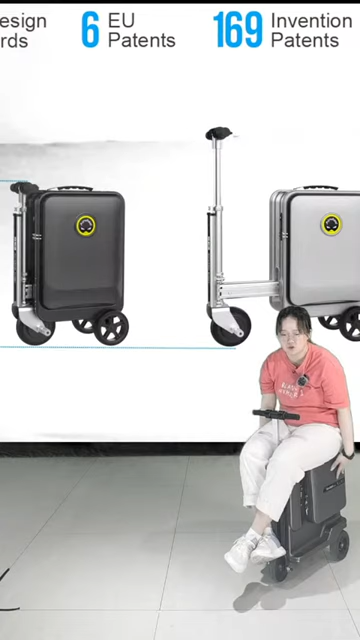 esign
rds
6 EU
Patents
169 Invention
Patents